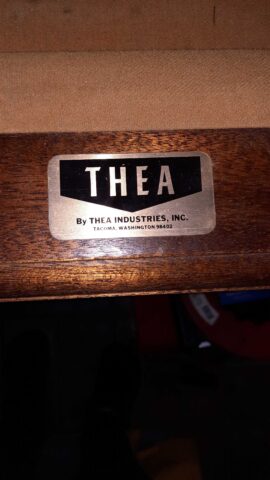 THEA
By THEA INDUSTRIES, INC.
TACOMA, WASHINGTON 98402